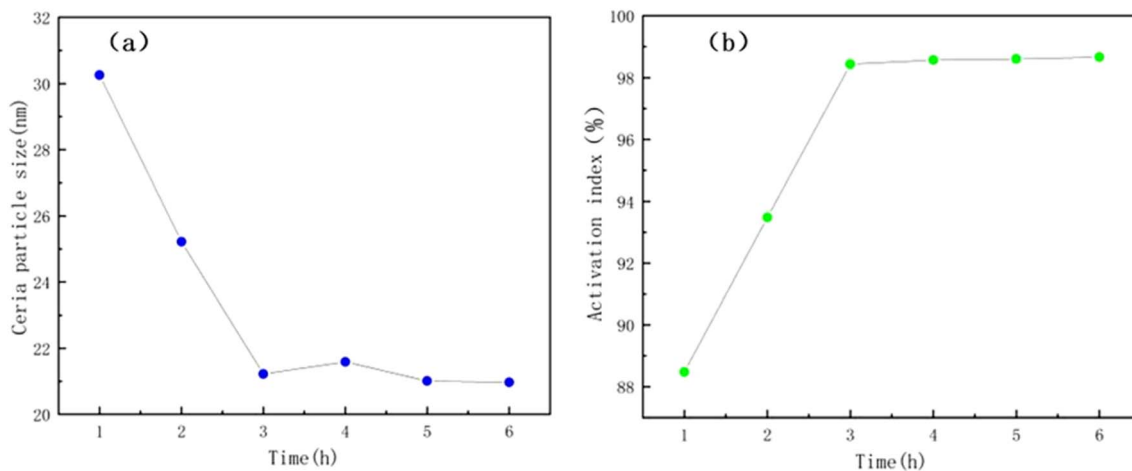 (a)
Ceria particle size(nm)
32
30
28
26
24
22
20
1 2 3 4 5 6
Time(h)
(b)
Activation index(%)
100
98
96
94
92
90
88
1 2 3 4 5 6
Time(h)